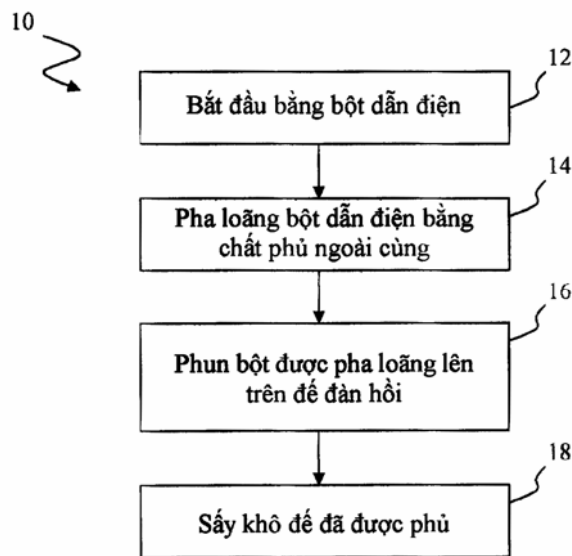 10
12
Bắt đầu bằng bột dẫn điện
14
Pha loãng bột dẫn điện bằng
chất phủ ngoài cùng
16
Phun bột được pha loãng lên
trên đế đàn hồi
18
Sấy khô đế đã được phủ